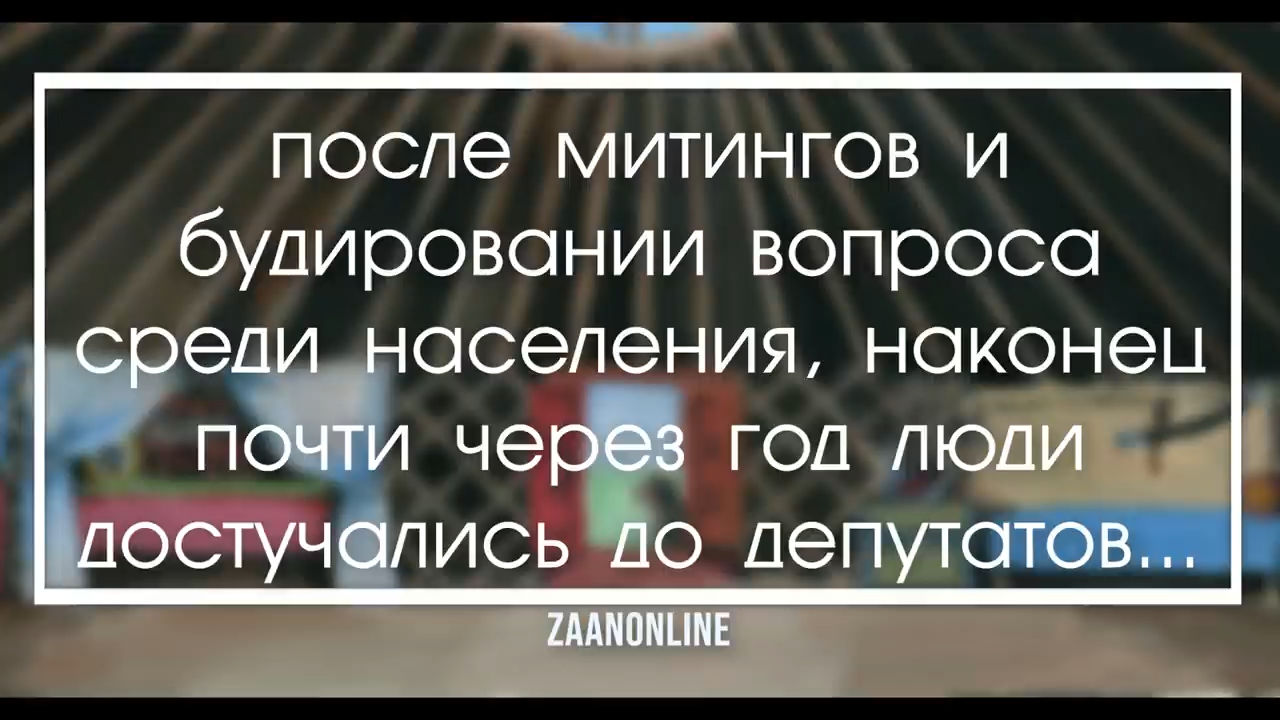 после митингов и
будировании вопроса
среди населения, наконец
почти через год люди
достучались до депутатов...
ZAANONLINE